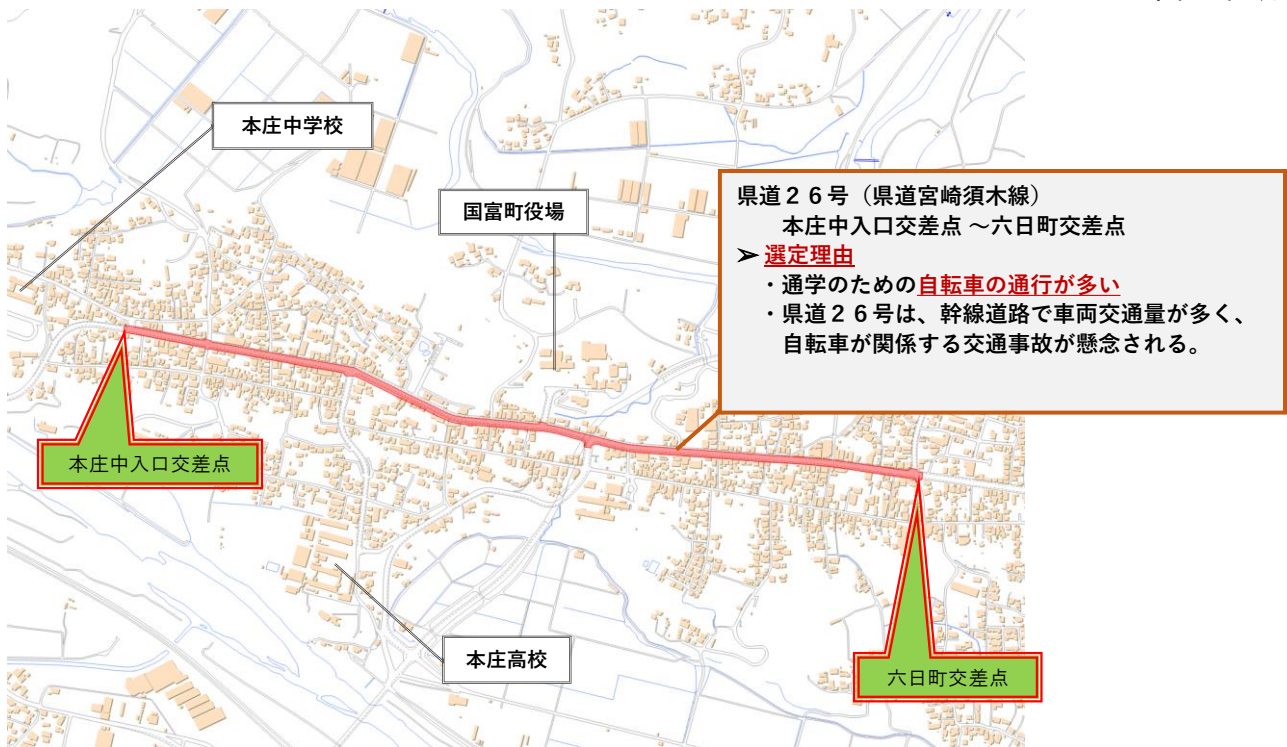 本庄中学校
国富町役場
県道２６号（県道宮崎須木線）
本庄中入口交差点 ～六日町交差点
➤ 選定理由
・通学のための自転車の通行が多い
・県道２６号は、幹線道路で車両交通量が多く、
自転車が関係する交通事故が懸念される。
本庄中入口交差点
本庄高校
六日町交差点